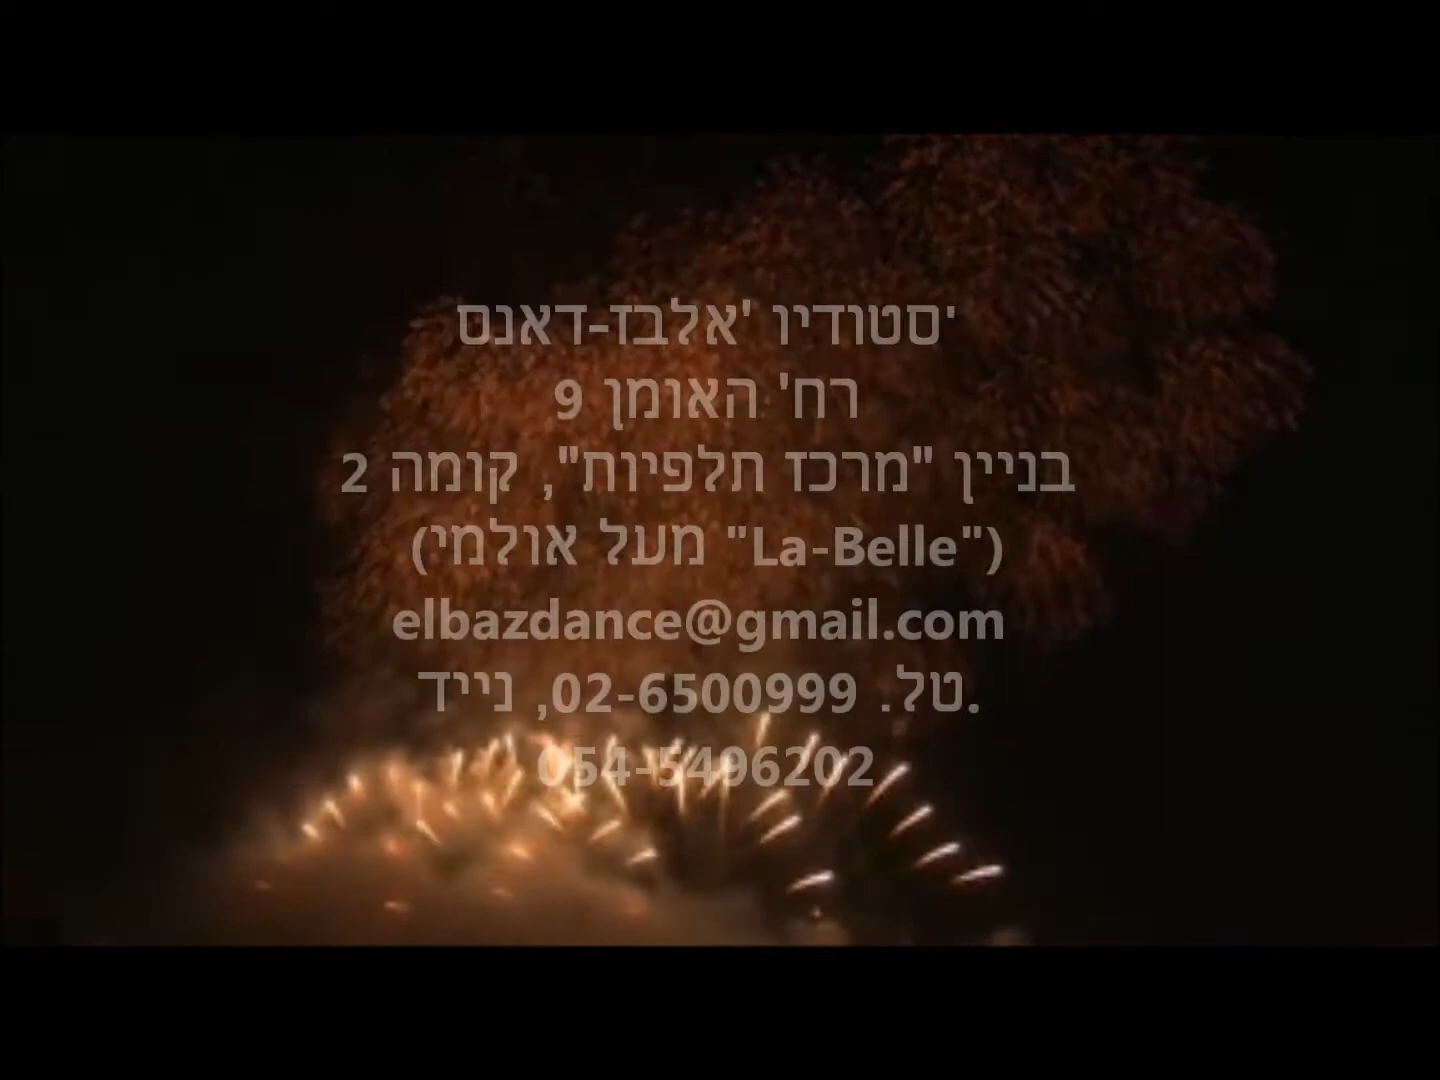 סטודיו 'אלבז-דאנס'
רח' האומן 9
בניין "מרכז תלפיות", קומה 2
(מעל אולמי "La-Belle")
elbazdance@gmail.com
טל. 02-6500999, נייד.
054-5496202